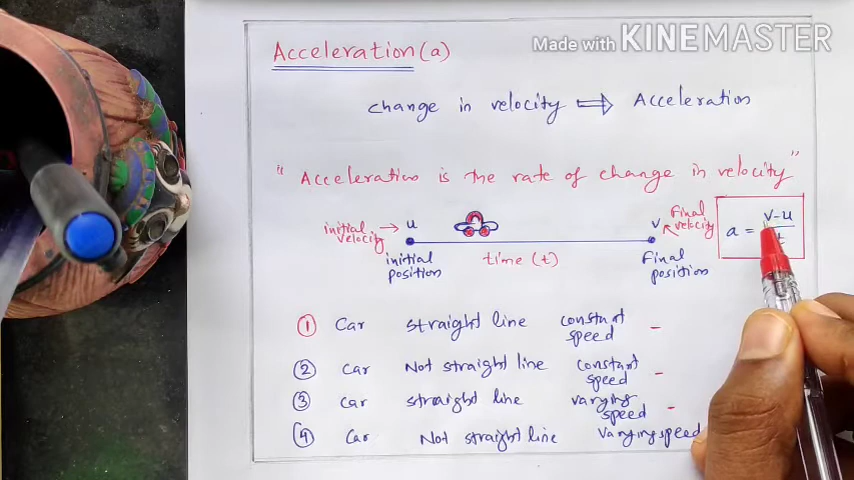 Acceleration (a)
Made with KINEMASTER
change in velocity ⟹ Acceleration
" Acceleration is the rate of change in velocity "
initial velocity → u
v Final velocity
a = v-u / t
initial position
time (t)
Final position
① Car straight line constant speed -
② Car Not straight line constant speed -
③ Car straight line varying speed -
④ Car Not straight line Varying speed